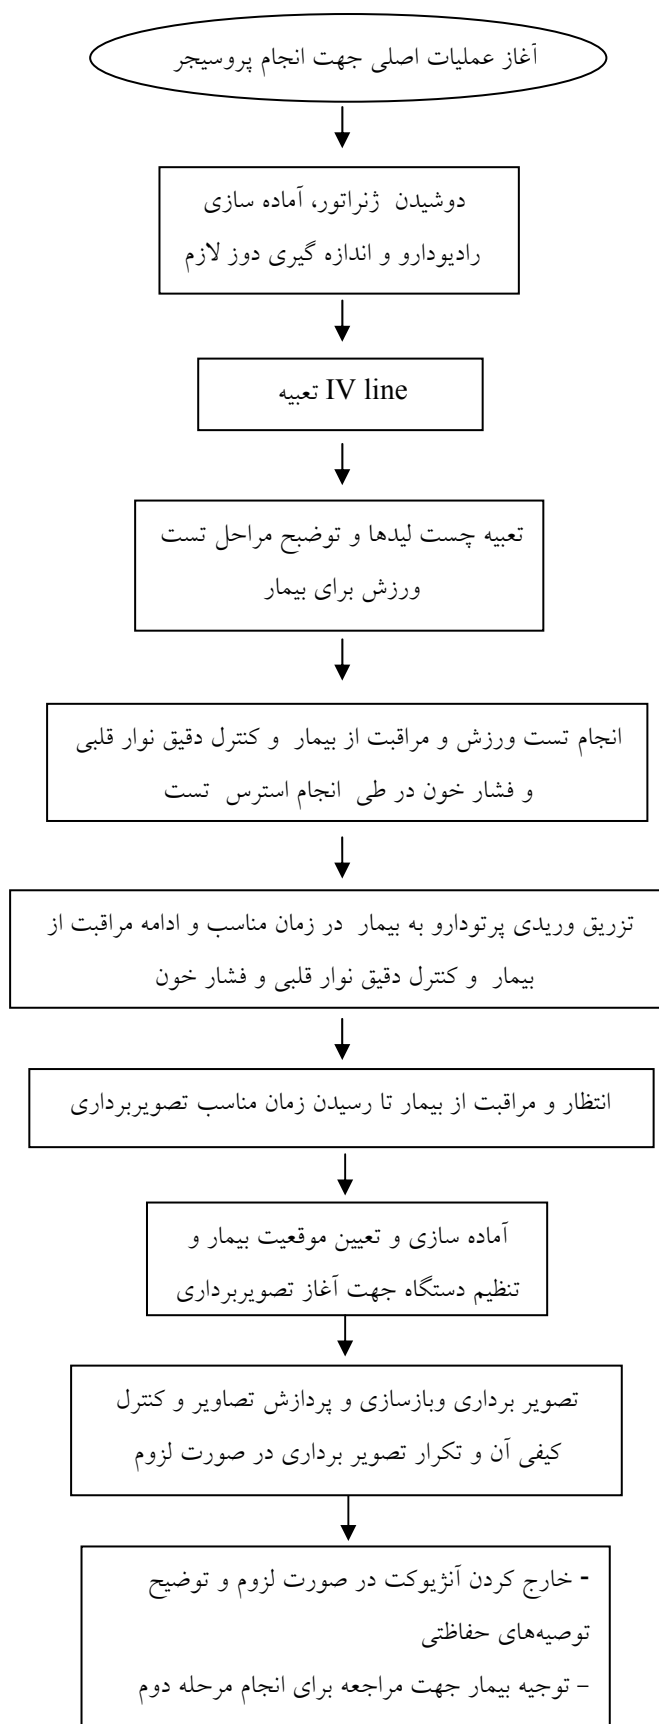 آغاز عملیات اصلی جهت انجام پروسیجر
دوشیدن ژنراتور، آماده سازی
رادیودارو و اندازه گیری دوز لازم
تعبیه IV line
تعبیه چست لیدها و توضبح مراحل تست
ورزش برای بیمار
انجام تست ورزش و مراقبت از بیمار و کنترل دقیق نوار قلبی
و فشار خون در طی انجام استرس تست
تزریق وریدی پرتودارو به بیمار در زمان مناسب و ادامه مراقبت از
بیمار و کنترل دقیق نوار قلبی و فشار خون
انتظار و مراقبت از بیمار تا رسیدن زمان مناسب تصویربرداری
آماده سازی و تعیین موقعیت بیمار و
تنظیم دستگاه جهت آغاز تصویربرداری
تصویر برداری وبازسازی و پردازش تصاویر و کنترل
کیفی آن و تکرار تصویر برداری در صورت لزوم
- خارج کردن آنژیوکت در صورت لزوم و توضیح
توصیه‌های حفاظتی
– توجیه بیمار جهت مراجعه برای انجام مرحله دوم